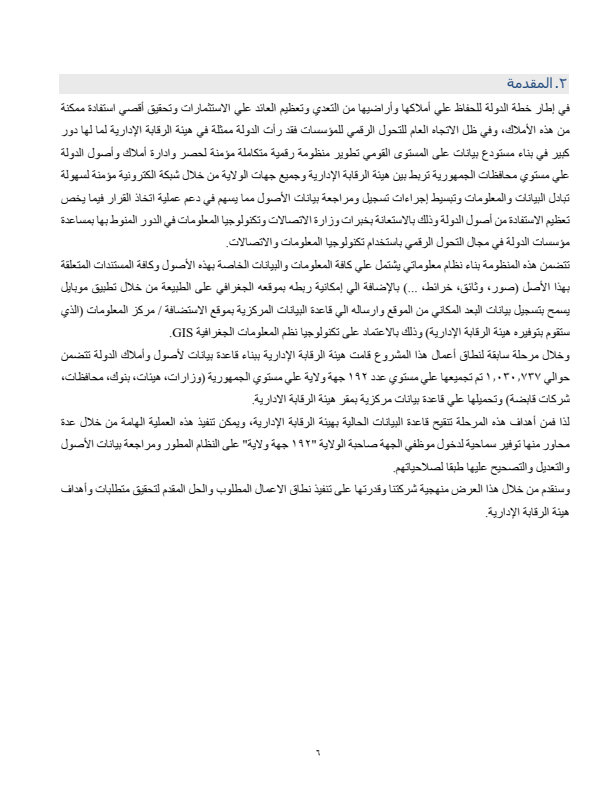 ٢. المقدمة
في إطار خطة الدولة للحفاظ علي أملاكها وأراضيها من التعدي وتعظيم العائد علي الاستثمارات وتحقيق أقصي استفادة ممكنة
من هذه الأملاك، وفي ظل الاتجاه العام للتحول الرقمي للمؤسسات فقد رأت الدولة ممثلة في هيئة الرقابة الإدارية لما لها دور
كبير في بناء مستودع بيانات على المستوى القومي تطوير منظومة رقمية متكاملة مؤمنة لحصر وادارة أملاك وأصول الدولة
علي مستوي محافظات الجمهورية تربط بين هيئة الرقابة الإدارية وجميع جهات الولاية من خلال شبكة الكترونية مؤمنة لسهولة
تبادل البيانات والمعلومات وتبسيط إجراءات تسجيل ومراجعة بيانات الأصول مما يسهم في دعم عملية اتخاذ القرار فيما يخص
تعظيم الاستفادة من أصول الدولة وذلك بالاستعانة بخبرات وزارة الاتصالات وتكنولوجيا المعلومات في الدور المنوط بها بمساعدة
مؤسسات الدولة في مجال التحول الرقمي باستخدام تكنولوجيا المعلومات والاتصالات.
تتضمن هذه المنظومة بناء نظام معلوماتي يشتمل علي كافة المعلومات والبيانات الخاصة بهذه الأصول وكافة المستندات المتعلقة
بهذا الأصل (صور، وثائق، خرائط، ...) بالإضافة الي إمكانية ربطه بموقعه الجغرافي على الطبيعة من خلال تطبيق موبايل
يسمح بتسجيل بيانات البعد المكاني من الموقع وارساله الي قاعدة البيانات المركزية بموقع الاستضافة / مركز المعلومات (الذي
ستقوم بتوفيره هيئة الرقابة الإدارية) وذلك بالاعتماد على تكنولوجيا نظم المعلومات الجغرافية GIS.
وخلال مرحلة سابقة لنطاق أعمال هذا المشروع قامت هيئة الرقابة الإدارية ببناء قاعدة بيانات لأصول وأملاك الدولة تتضمن
حوالي ١,٠٣٠,٧٣٧ تم تجميعها علي مستوي عدد ١٩٢ جهة ولاية علي مستوي الجمهورية (وزارات، هيئات، بنوك، محافظات،
شركات قابضة) وتحميلها علي قاعدة بيانات مركزية بمقر هيئة الرقابة الادارية.
لذا فمن أهداف هذه المرحلة تنقيح قاعدة البيانات الحالية بهيئة الرقابة الإدارية، ويمكن تنفيذ هذه العملية الهامة من خلال عدة
محاور منها توفير سماحية لدخول موظفي الجهة صاحبة الولاية "١٩٢ جهة ولاية" على النظام المطور ومراجعة بيانات الأصول
والتعديل والتصحيح عليها طبقا لصلاحياتهم.
وسنقدم من خلال هذا العرض منهجية شركتنا وقدرتها على تنفيذ نطاق الاعمال المطلوب والحل المقدم لتحقيق متطلبات وأهداف
هيئة الرقابة الإدارية.
٦